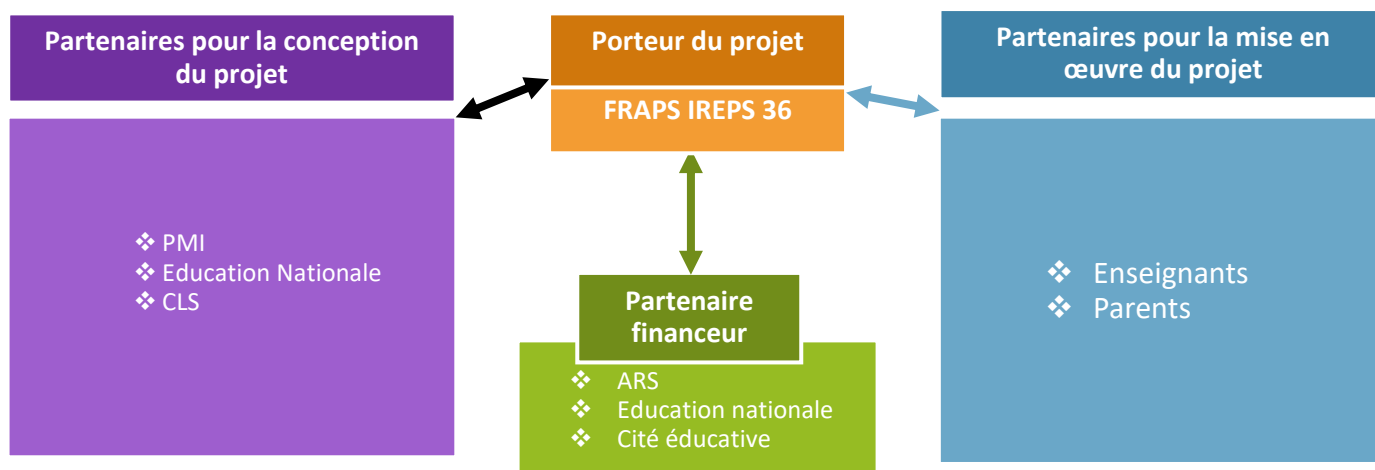 Partenaires pour la conception
du projet
❖ PMI
❖ Education Nationale
❖ CLS
Porteur du projet
FRAPS IREPS 36
Partenaire
financeur
❖ ARS
❖ Education nationale
❖ Cité éducative
Partenaires pour la mise en
œuvre du projet
❖ Enseignants
❖ Parents